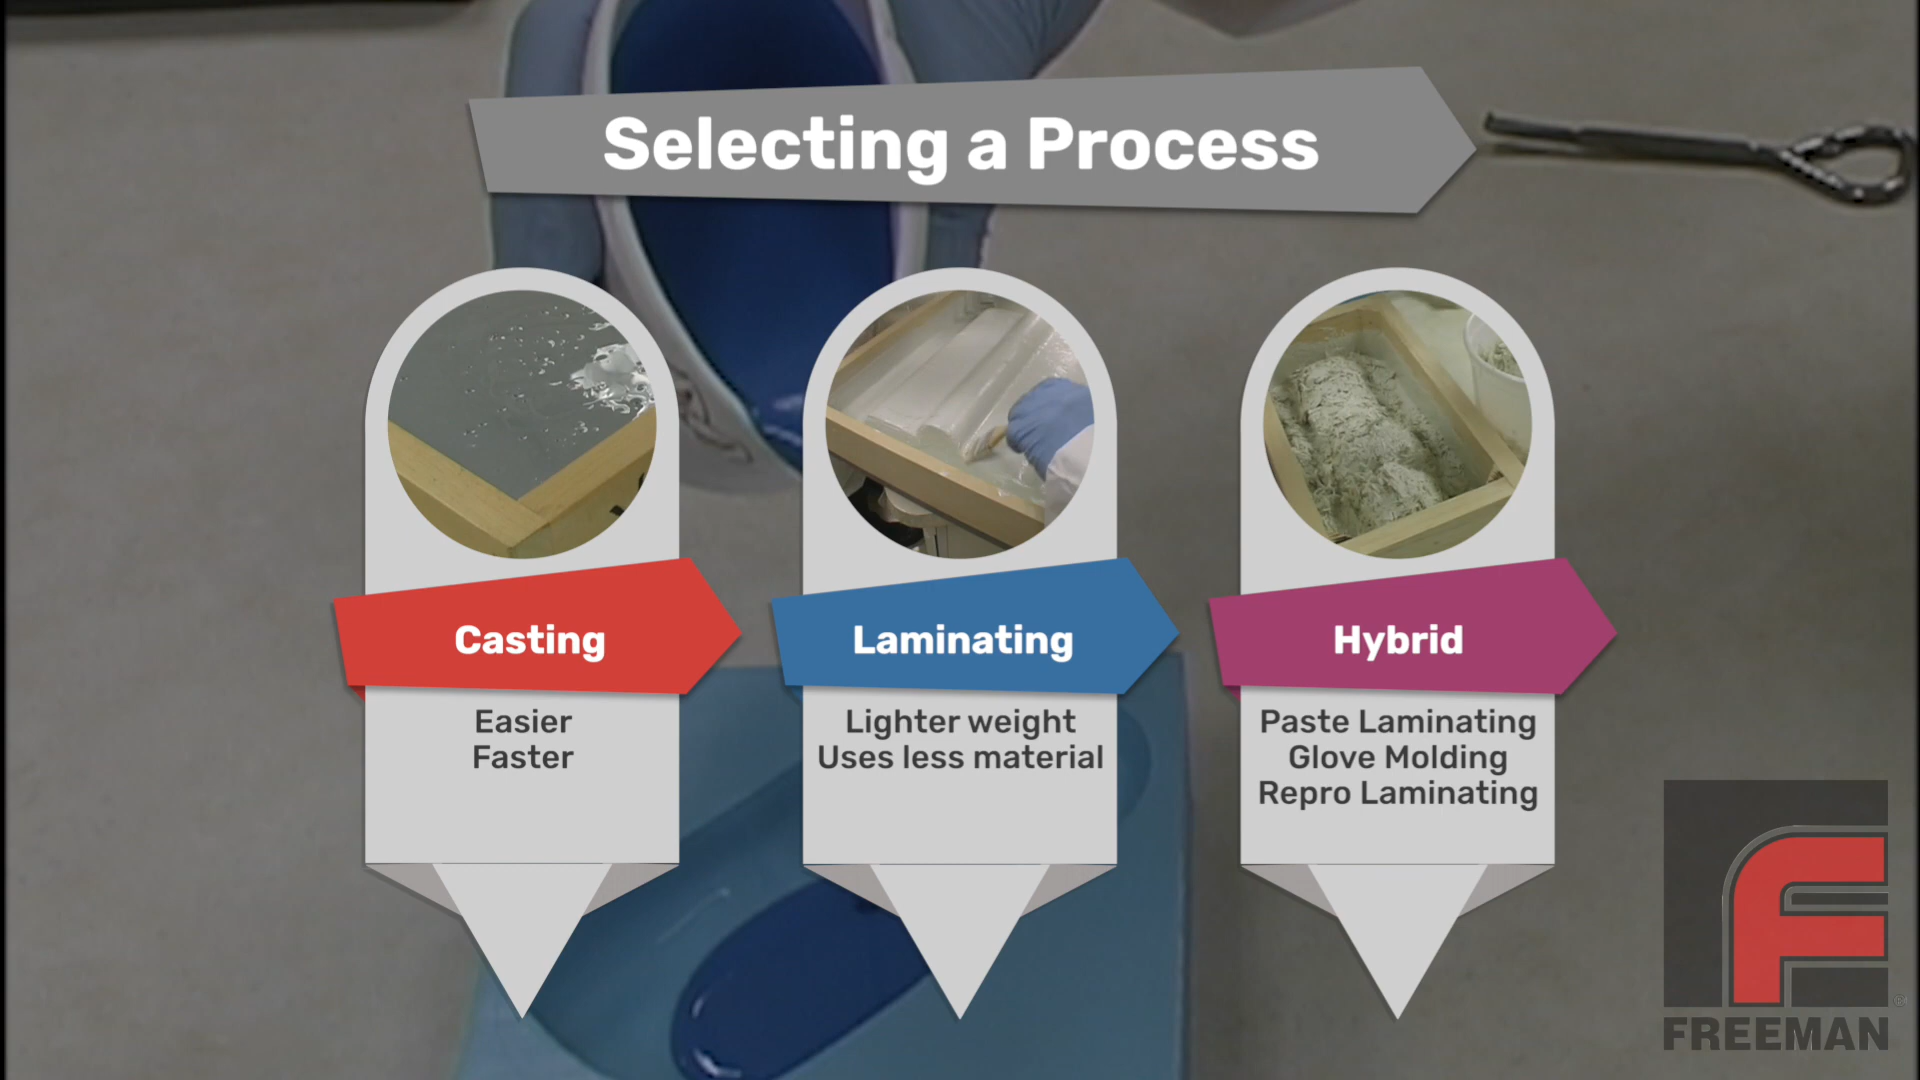 Selecting a Process
Casting
Easier
Faster
Laminating
Lighter weight
Uses less material
Hybrid
Paste Laminating
Glove Molding
Repro Laminating
F
FREEMAN
®